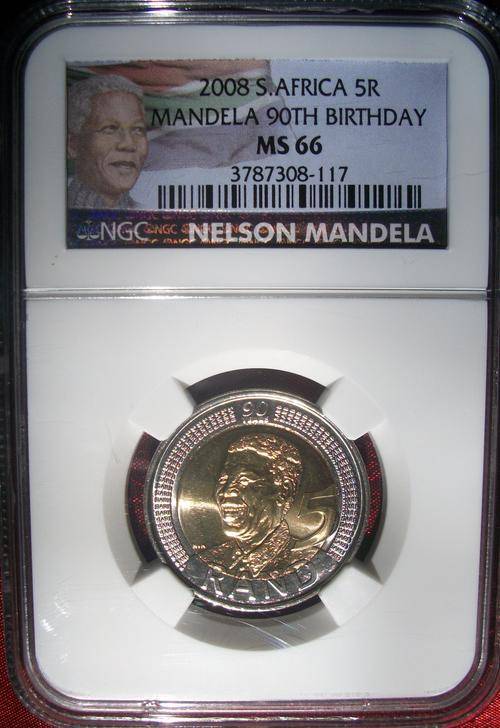 2008 S.AFRICA 5R
MANDELA 90TH BIRTHDAY
MS 66
3787308-117
NGC NELSON MANDELA
90
5
RAND